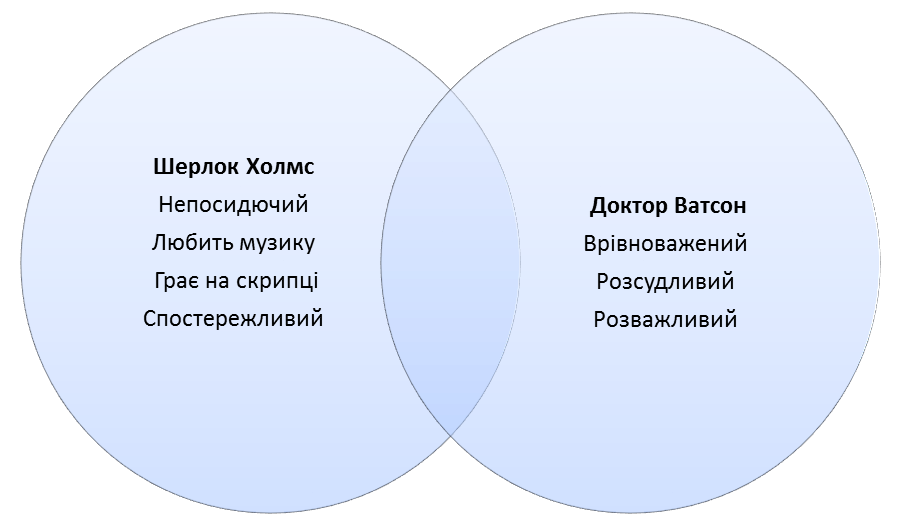 Шерлок Холмс
Непосидючий
Любить музику
Грає на скрипці
Спостережливий
Доктор Ватсон
Врівноважений
Розсудливий
Розважливий